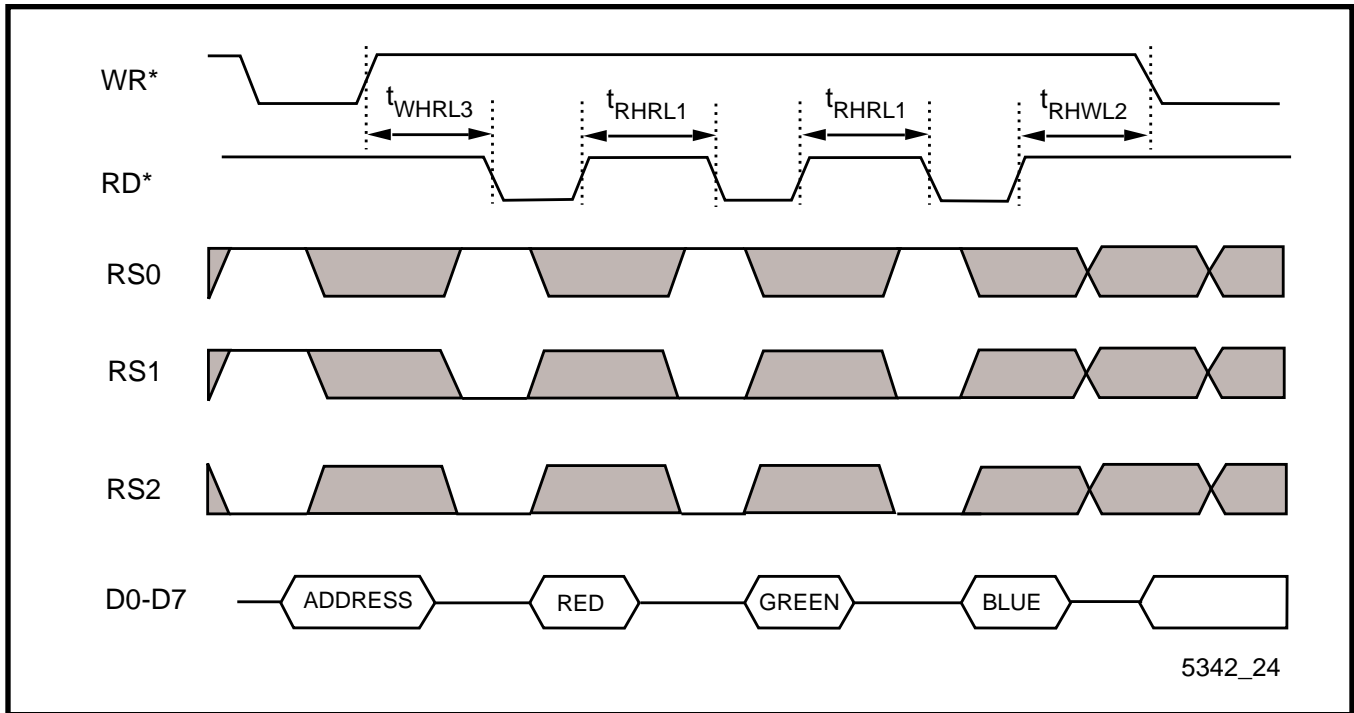 WR*
tWHRL3 tRHRL1 tRHRL1 tRHWL2
RD*
RS0
RS1
RS2
D0-D7 ADDRESS RED GREEN BLUE
5342_24